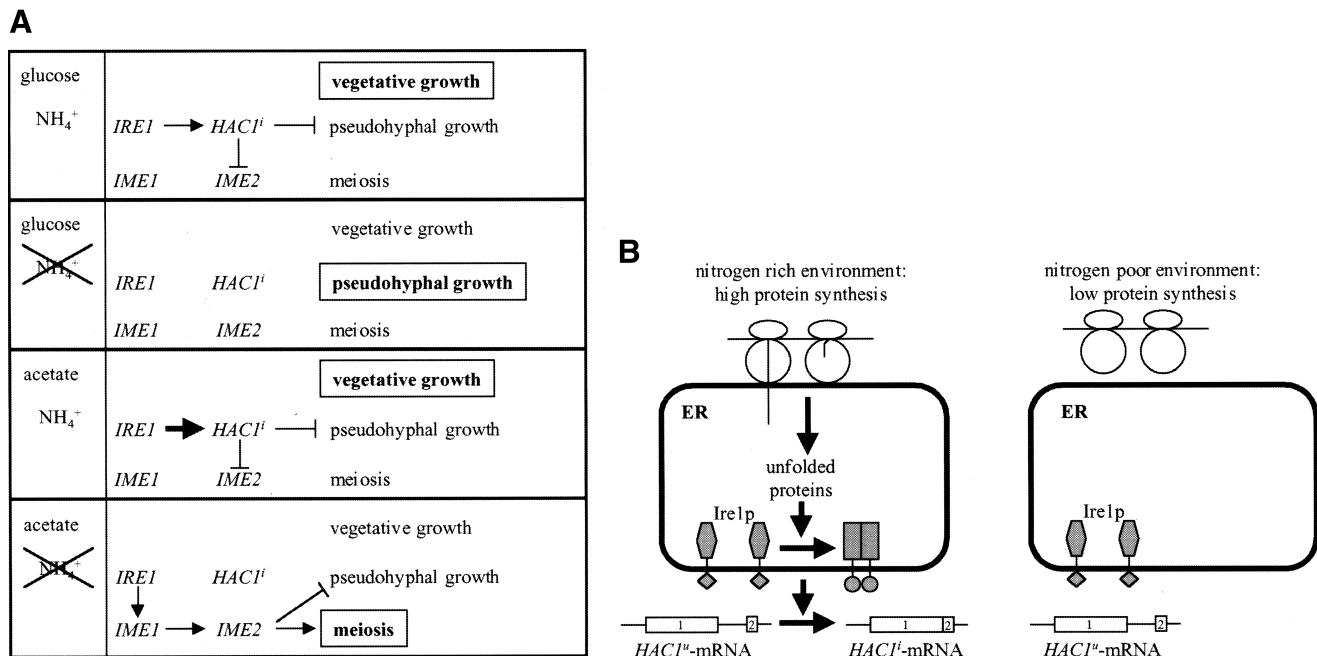 A
glucose
vegetative growth
NH₄⁺
IRE1 HAC1ⁱ pseudohyphal growth
IME1 IME2 meiosis
glucose
vegetative growth
NH₄⁺
IRE1 HAC1ⁱ pseudohyphal growth
IME1 IME2 meiosis
acetate
vegetative growth
NH₄⁺
IRE1 HAC1ⁱ pseudohyphal growth
IME1 IME2 meiosis
acetate
vegetative growth
NH₄⁺
IRE1 HAC1ⁱ pseudohyphal growth
IME1 IME2 meiosis
B
nitrogen rich environment:
high protein synthesis
ER
unfolded
proteins
Ire1p
1 2
1 2
HAC1ᵘ-mRNA HAC1ⁱ-mRNA
nitrogen poor environment:
low protein synthesis
ER
Ire1p
1 2
HAC1ᵘ-mRNA